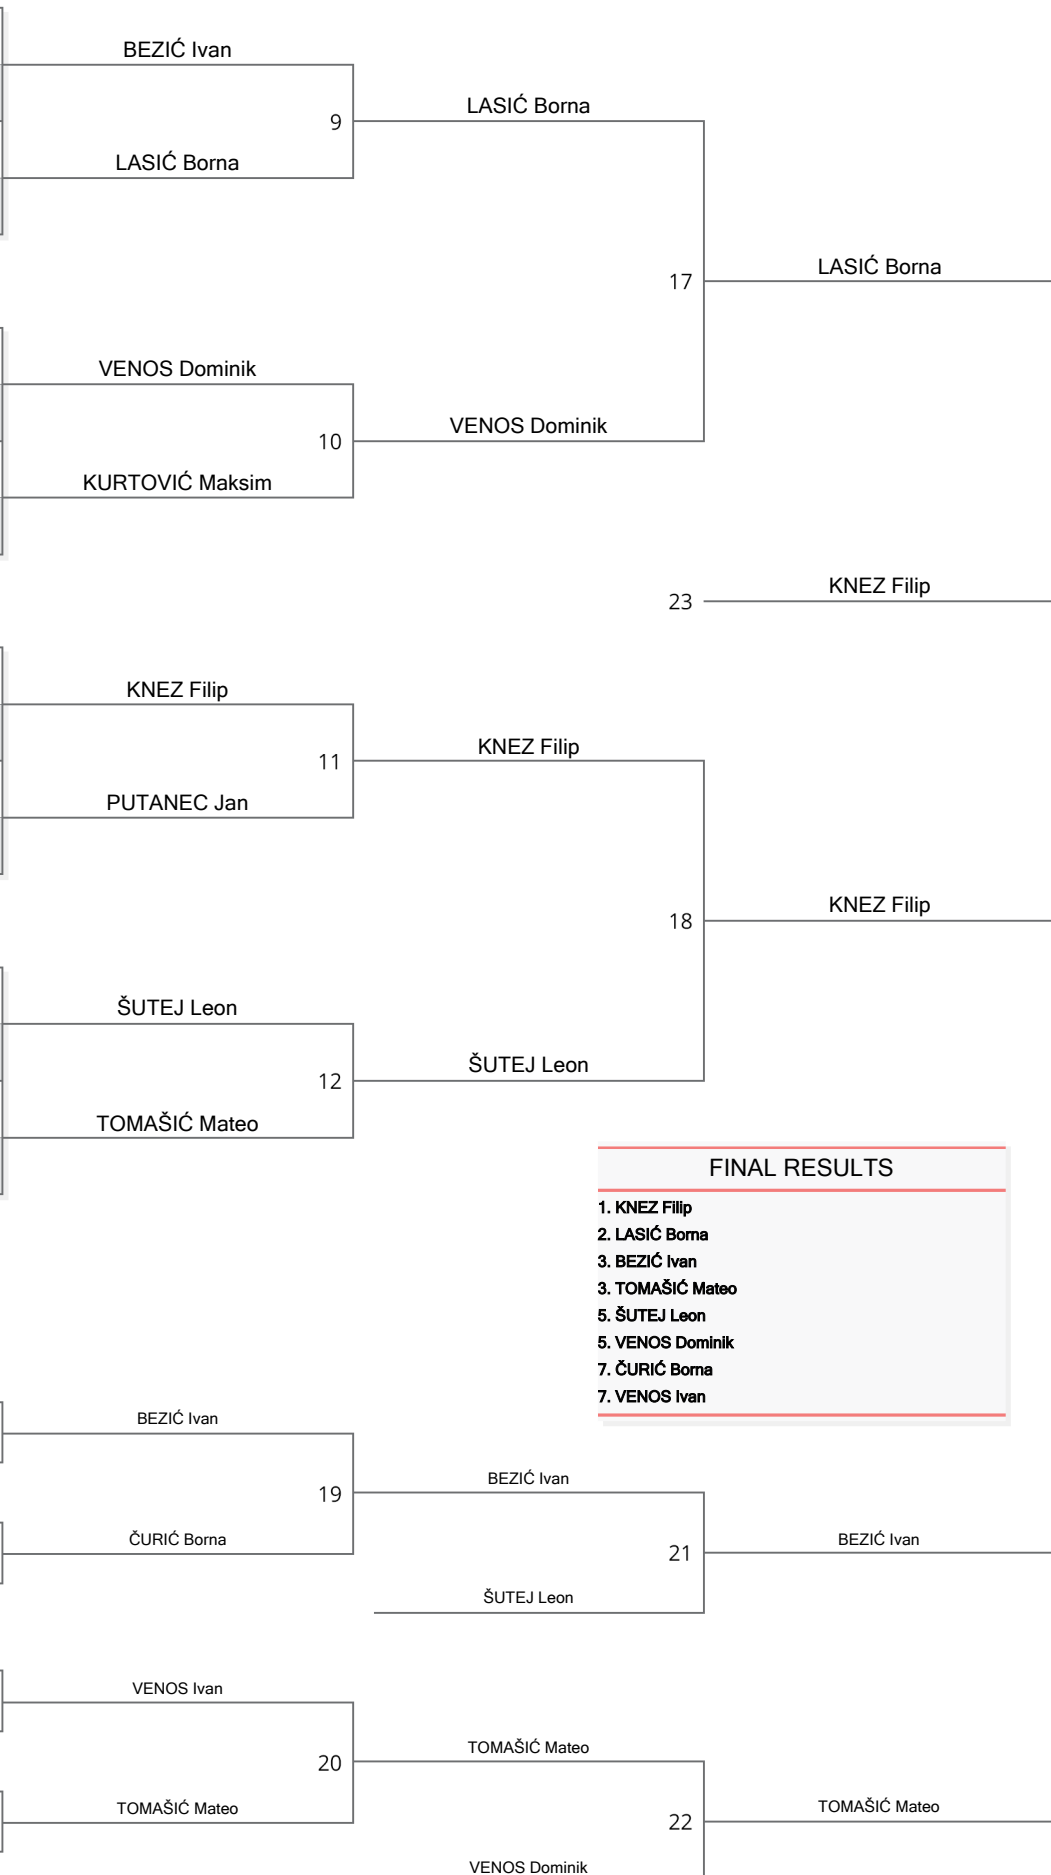 BEZIĆ Ivan
9
LASIĆ Borna
LASIĆ Borna
17
LASIĆ Borna
VENOS Dominik
10
VENOS Dominik
KURTOVIĆ Maksim
23
KNEZ Filip
KNEZ Filip
11
KNEZ Filip
PUTANEC Jan
18
KNEZ Filip
ŠUTEJ Leon
12
ŠUTEJ Leon
TOMAŠIĆ Mateo
FINAL RESULTS
1. KNEZ Filip
2. LASIĆ Borna
3. BEZIĆ Ivan
3. TOMAŠIĆ Mateo
5. ŠUTEJ Leon
5. VENOS Dominik
7. ČURIĆ Borna
7. VENOS Ivan
BEZIĆ Ivan
19
BEZIĆ Ivan
ČURIĆ Borna
21
BEZIĆ Ivan
ŠUTEJ Leon
VENOS Ivan
20
TOMAŠIĆ Mateo
TOMAŠIĆ Mateo
22
TOMAŠIĆ Mateo
VENOS Dominik